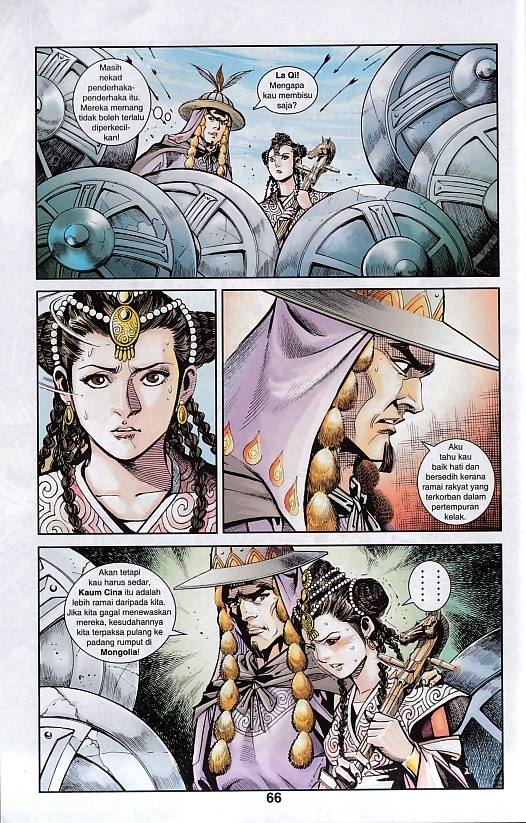 Masih
nekad
penderhaka-
penderhaka itu.
Mereka memang
tidak boleh terlalu
diperkecil-
kan!
La Qi!
Mengapa
kau membisu
saja?
Aku
tahu kau
baik hati dan
bersedih kerana
ramai rakyat yang
terkorban dalam
pertempuran
kelak.
Akan tetapi
kau harus sedar,
Kaum Cina itu adalah
lebih ramai daripada kita.
Jika kita gagal menewaskan
mereka, kesudahannya
kita terpaksa pulang ke
padang rumput di
Mongolia!
......
66